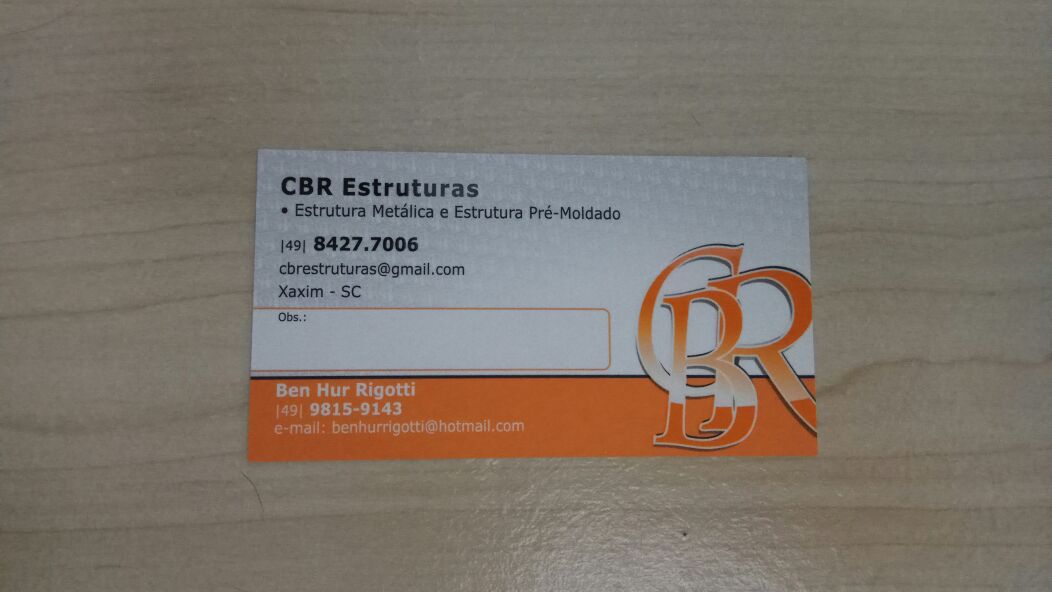 CBR Estruturas
• Estrutura Metálica e Estrutura Pré-Moldado
|49| 8427.7006
cbrestruturas@gmail.com
Xaxim - SC
Obs.:
Ben Hur Rigotti
|49| 9815-9143
e-mail: benhurrigotti@hotmail.com
CBR